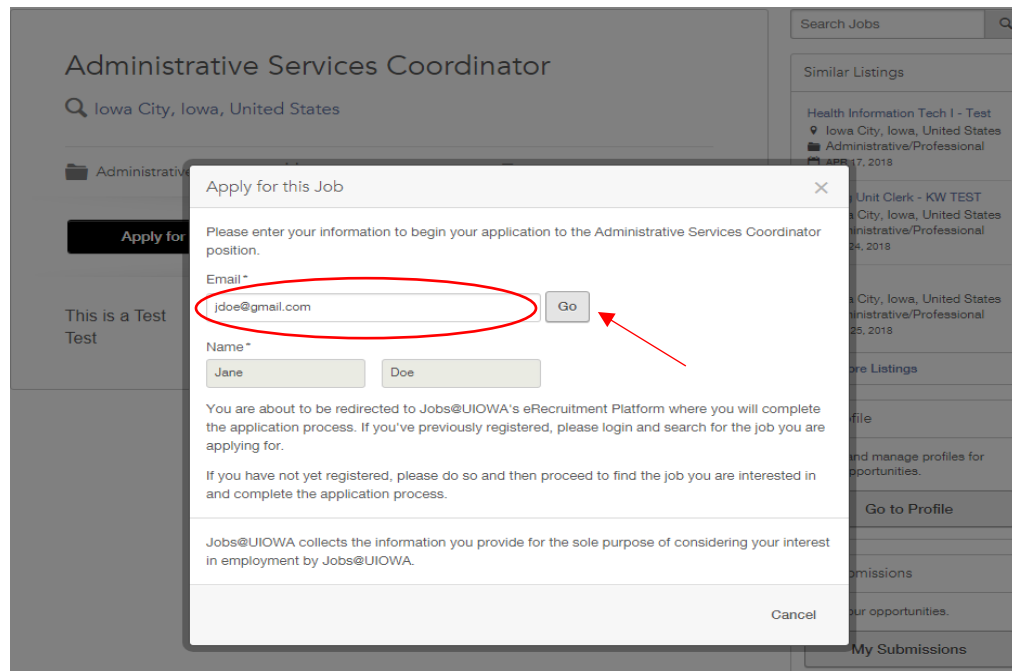 Search Jobs
Administrative Services Coordinator
Iowa City, Iowa, United States
Similar Listings
Health Information Tech I - Test
Iowa City, Iowa, United States
Administrative/Professional
APR 17, 2018
Administrative
Apply for
This is a Test
Test
Apply for this Job
Please enter your information to begin your application to the Administrative Services Coordinator
position.
Email*
jdoe@gmail.com
Go
Name*
Jane Doe
You are about to be redirected to Jobs@UIOWA's eRecruitment Platform where you will complete
the application process. If you've previously registered, please login and search for the job you are
applying for.
If you have not yet registered, please do so and then proceed to find the job you are interested in
and complete the application process.
Jobs@UIOWA collects the information you provide for the sole purpose of considering your interest
in employment by Jobs@UIOWA.
Cancel
Unit Clerk - KW TEST
City, Iowa, United States
ministrative/Professional
24, 2018
City, Iowa, United States
ministrative/Professional
25, 2018
ore Listings
file
and manage profiles for
pportunities.
Go to Profile
missions
our opportunities.
My Submissions